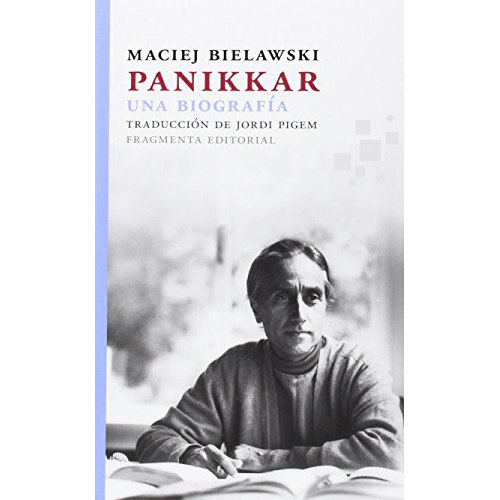 MACIEJ BIELAWSKI
PANIKKAR
UNA BIOGRAFÍA
TRADUCCIÓN DE JORDI PIGEM
FRAGMENTA EDITORIAL